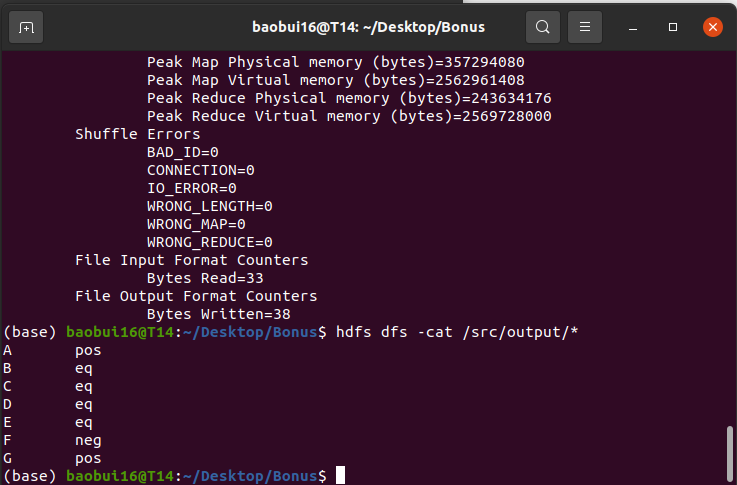 baobui16@T14: ~/Desktop/Bonus
Peak Map Physical memory (bytes)=357294080
Peak Map Virtual memory (bytes)=2562961408
Peak Reduce Physical memory (bytes)=243634176
Peak Reduce Virtual memory (bytes)=2569728000
Shuffle Errors
BAD_ID=0
CONNECTION=0
IO_ERROR=0
WRONG_LENGTH=0
WRONG_MAP=0
WRONG_REDUCE=0
File Input Format Counters
Bytes Read=33
File Output Format Counters
Bytes Written=38
(base) baobui16@T14:~/Desktop/Bonus$ hdfs dfs -cat /src/output/*
A pos
B eq
C eq
D eq
E eq
F neg
G pos
(base) baobui16@T14:~/Desktop/Bonus$